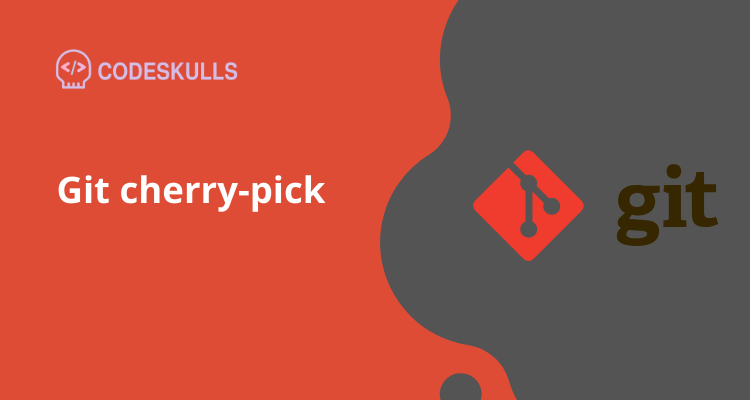 </> CODESKULLS
Git cherry-pick
git